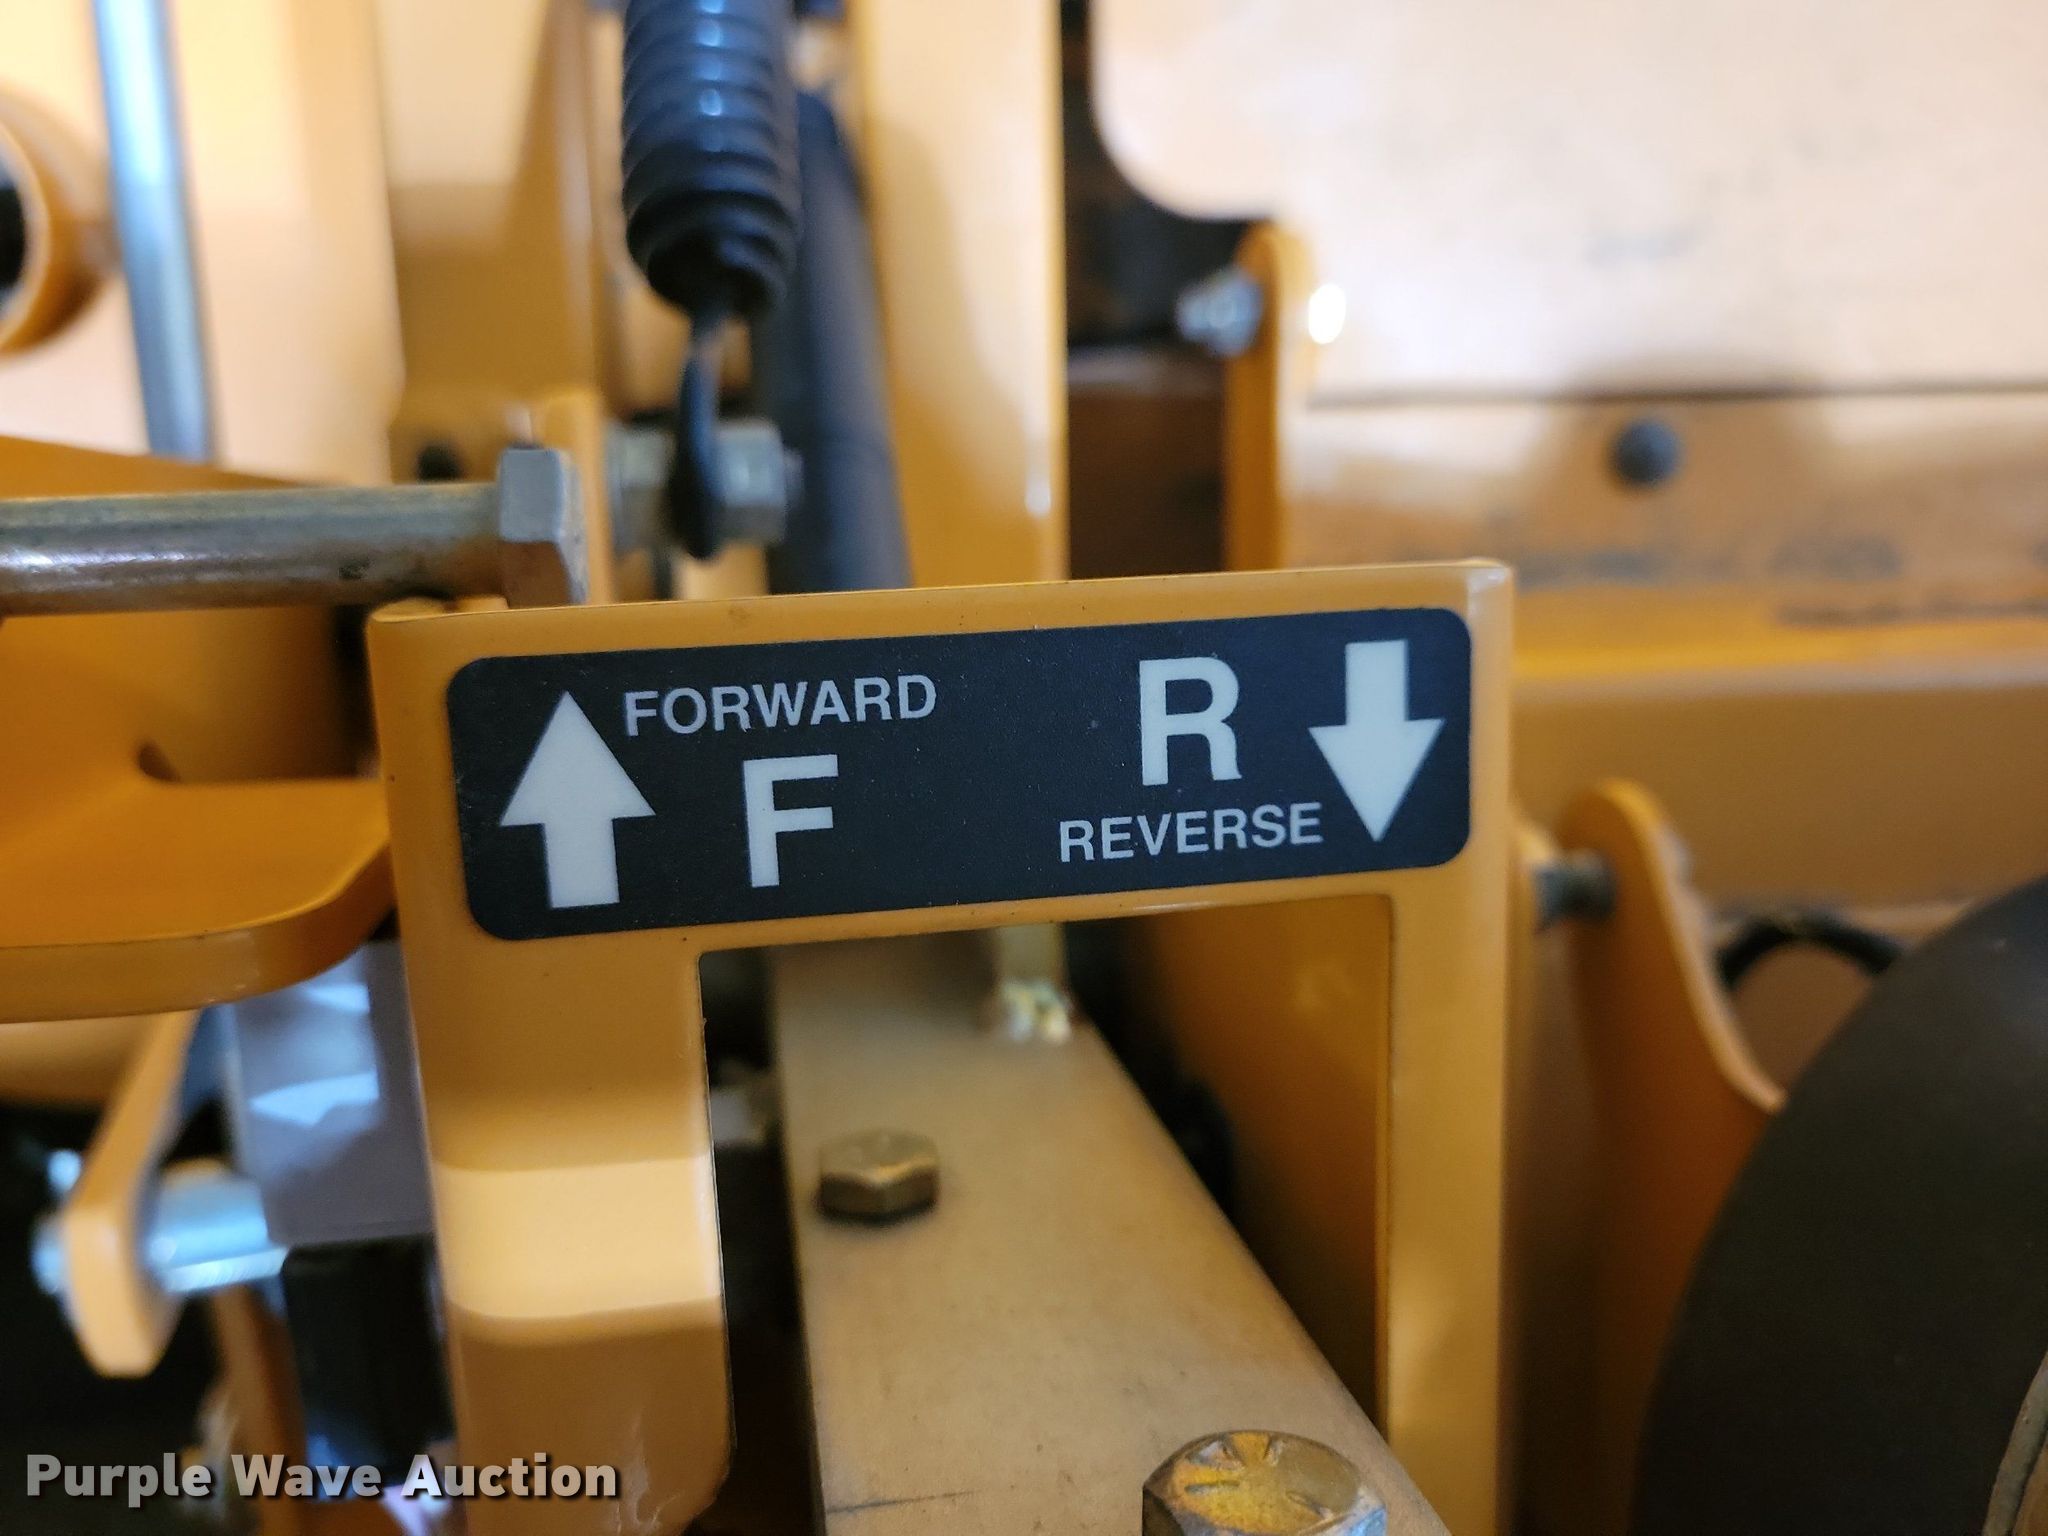 FORWARD
F
R
REVERSE
Purple Wave Auction